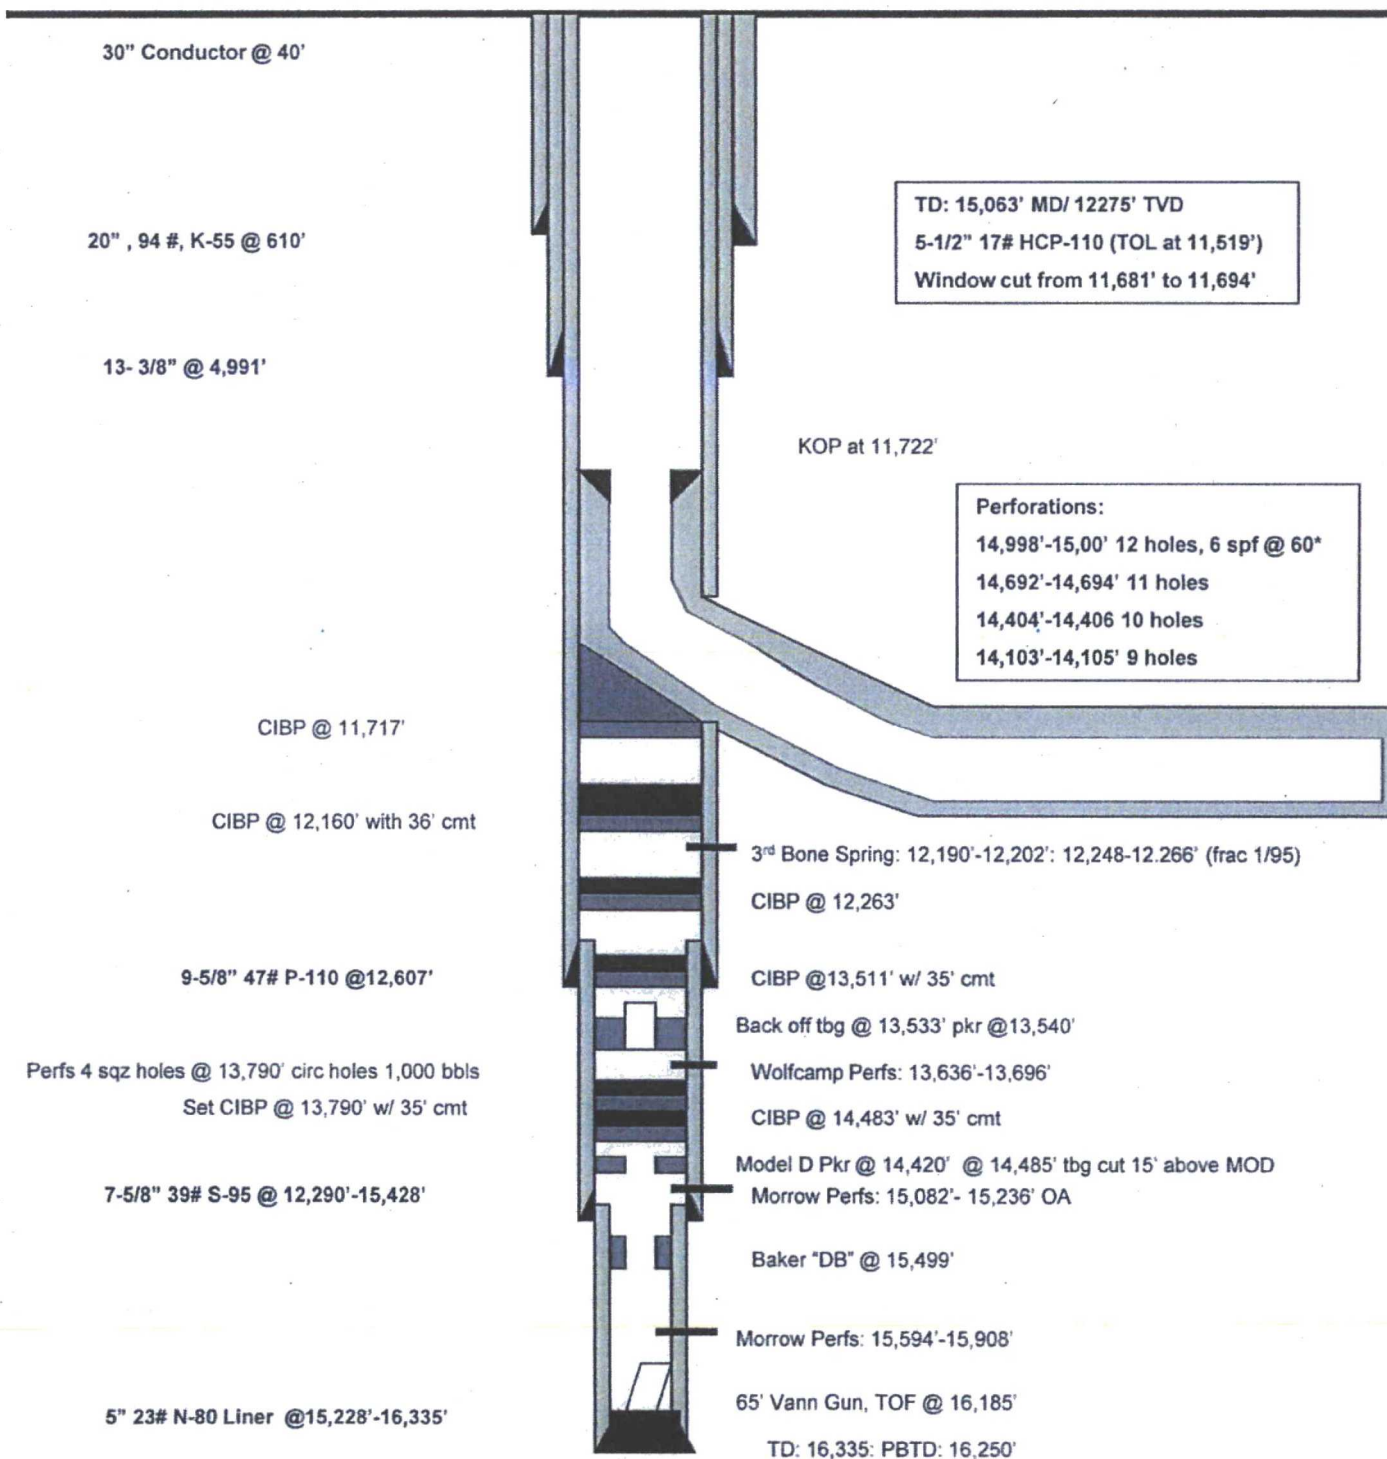 30” Conductor @ 40’
20” , 94 #, K-55 @ 610’
13- 3/8” @ 4,991’
TD: 15,063’ MD/ 12275’ TVD
5-1/2” 17# HCP-110 (TOL at 11,519’)
Window cut from 11,681’ to 11,694’
KOP at 11,722’
Perforations:
14,998’-15,00’ 12 holes, 6 spf @ 60*
14,692’-14,694’ 11 holes
14,404’-14,406 10 holes
14,103’-14,105’ 9 holes
CIBP @ 11,717’
CIBP @ 12,160’ with 36’ cmt
3rd Bone Spring: 12,190’-12,202’: 12,248-12.266’ (frac 1/95)
CIBP @ 12,263’
9-5/8” 47# P-110 @12,607’
CIBP @13,511’ w/ 35’ cmt
Back off tbg @ 13,533’ pkr @13,540’
Perfs 4 sqz holes @ 13,790’ circ holes 1,000 bbls
Wolfcamp Perfs: 13,636’-13,696’
Set CIBP @ 13,790’ w/ 35’ cmt
CIBP @ 14,483’ w/ 35’ cmt
Model D Pkr @ 14,420’ @ 14,485’ tbg cut 15’ above MOD
7-5/8” 39# S-95 @ 12,290’-15,428’
Morrow Perfs: 15,082’- 15,236’ OA
Baker “DB” @ 15,499’
Morrow Perfs: 15,594’-15,908’
65’ Vann Gun, TOF @ 16,185’
5” 23# N-80 Liner @15,228’-16,335’
TD: 16,335: PBTD: 16,250’